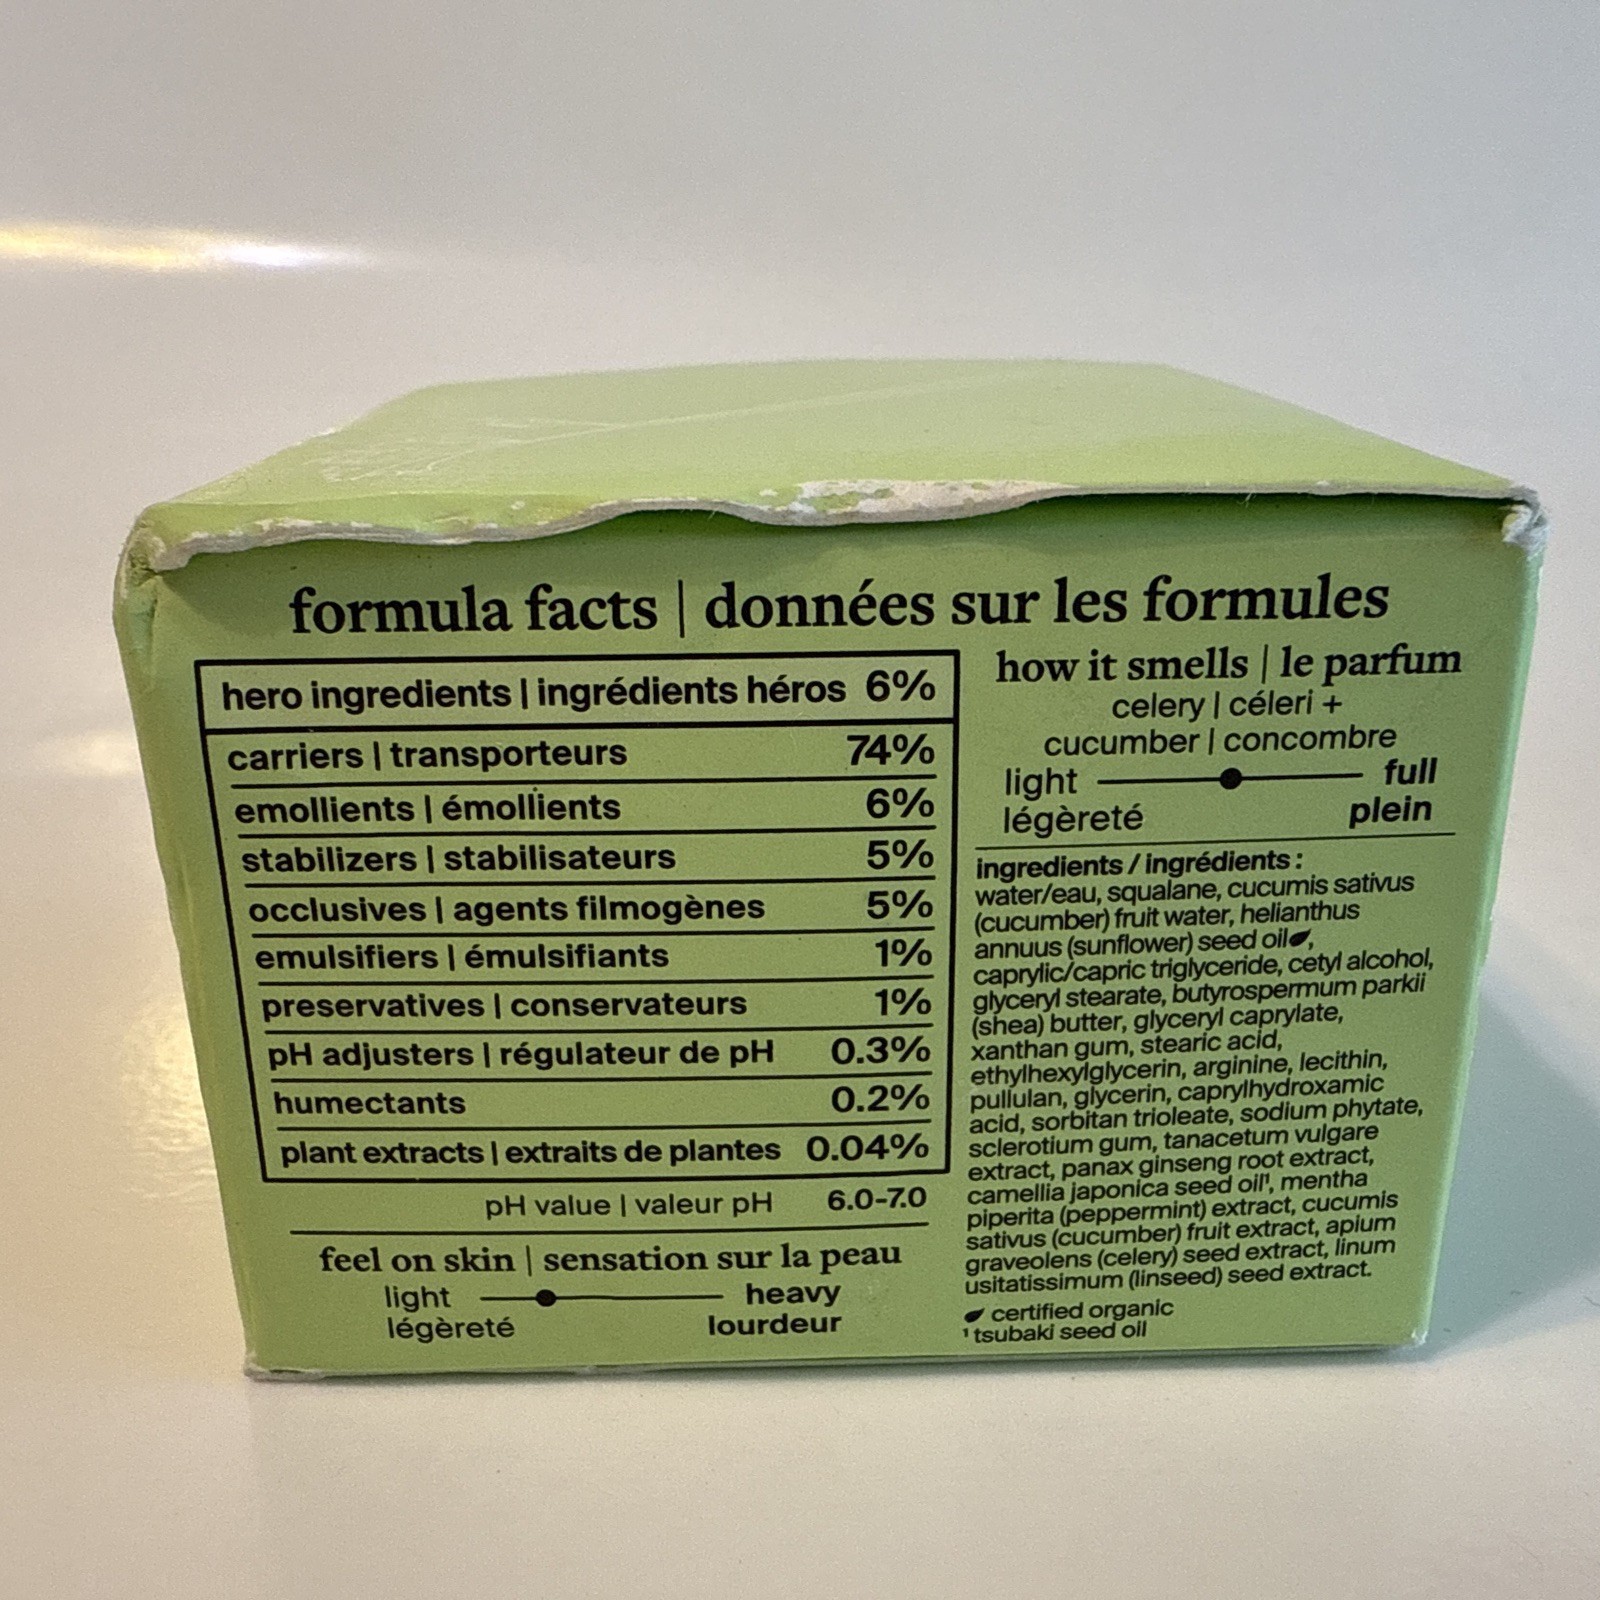 formula facts | données sur les formules
hero ingredients | ingrédients héros 6%
carriers | transporteurs 74%
emollients | émollients 6%
stabilizers | stabilisateurs 5%
occlusives | agents filmogènes 5%
emulsifiers | émulsifiants 1%
preservatives | conservateurs 1%
pH adjusters | régulateur de pH 0.3%
humectants 0.2%
plant extracts | extraits de plantes 0.04%
pH value | valeur pH 6.0-7.0
feel on skin | sensation sur la peau
light heavy
légèreté lourdeur
how it smells | le parfum
celery | céleri +
cucumber | concombre
light full
légèreté plein
ingredients / ingrédients :
water/eau, squalane, cucumis sativus
(cucumber) fruit water, helianthus
annuus (sunflower) seed oil,
caprylic/capric triglyceride, cetyl alcohol,
glyceryl stearate, butyrospermum parkii
(shea) butter, glyceryl caprylate,
xanthan gum, stearic acid,
ethylhexylglycerin, arginine, lecithin,
pullulan, glycerin, caprylhydroxamic
acid, sorbitan trioleate, sodium phytate,
sclerotium gum, tanacetum vulgare
extract, panax ginseng root extract,
camellia japonica seed oil¹, mentha
piperita (peppermint) extract, cucumis
sativus (cucumber) fruit extract, apium
graveolens (celery) seed extract, linum
usitatissimum (linseed) seed extract.
certified organic
¹ tsubaki seed oil